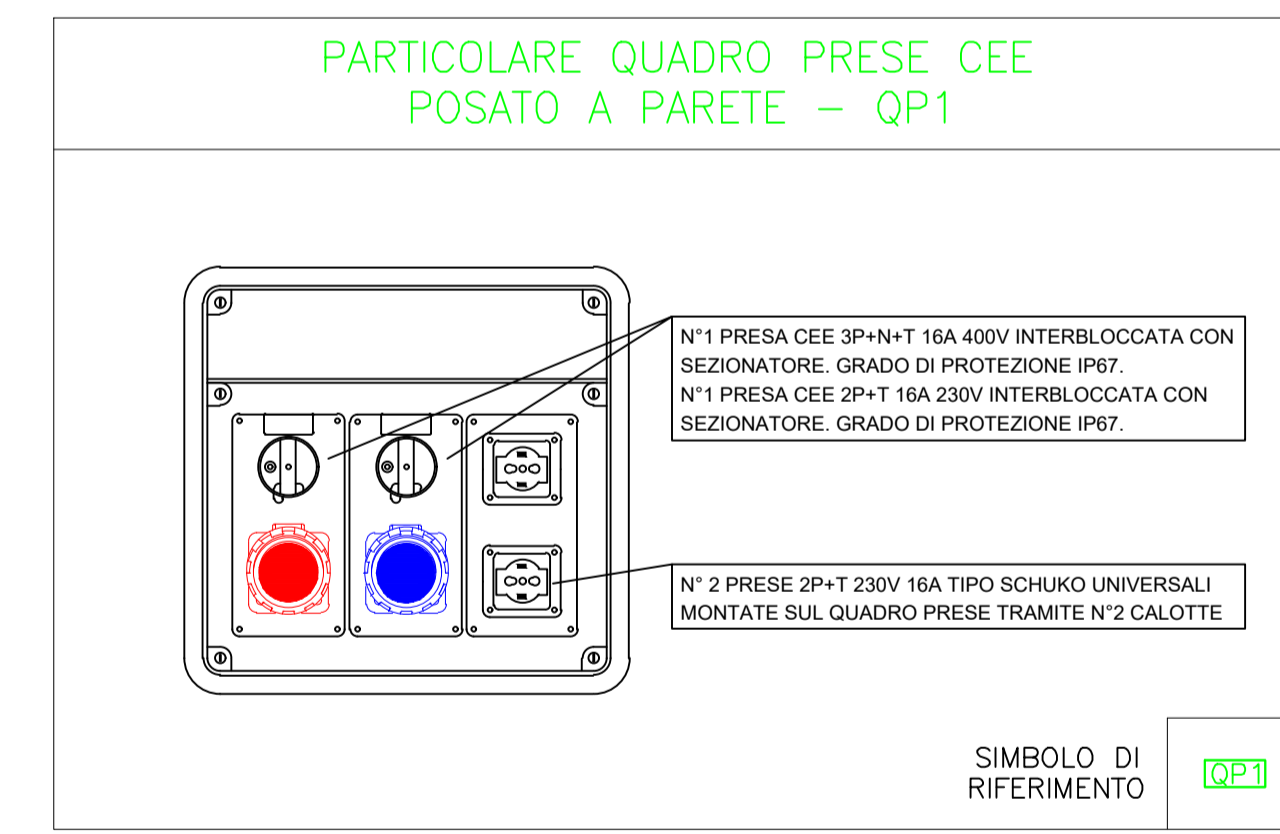 PARTICOLARE QUADRO PRESE CEE
POSATO A PARETE – QP1
N°1 PRESA CEE 3P+N+T 16A 400V INTERBLOCCATA CON
SEZIONATORE. GRADO DI PROTEZIONE IP67.
N°1 PRESA CEE 2P+T 16A 230V INTERBLOCCATA CON
SEZIONATORE. GRADO DI PROTEZIONE IP67.
N° 2 PRESE 2P+T 230V 16A TIPO SCHUKO UNIVERSALI
MONTATE SUL QUADRO PRESE TRAMITE N°2 CALOTTE
SIMBOLO DI
RIFERIMENTO
QP1